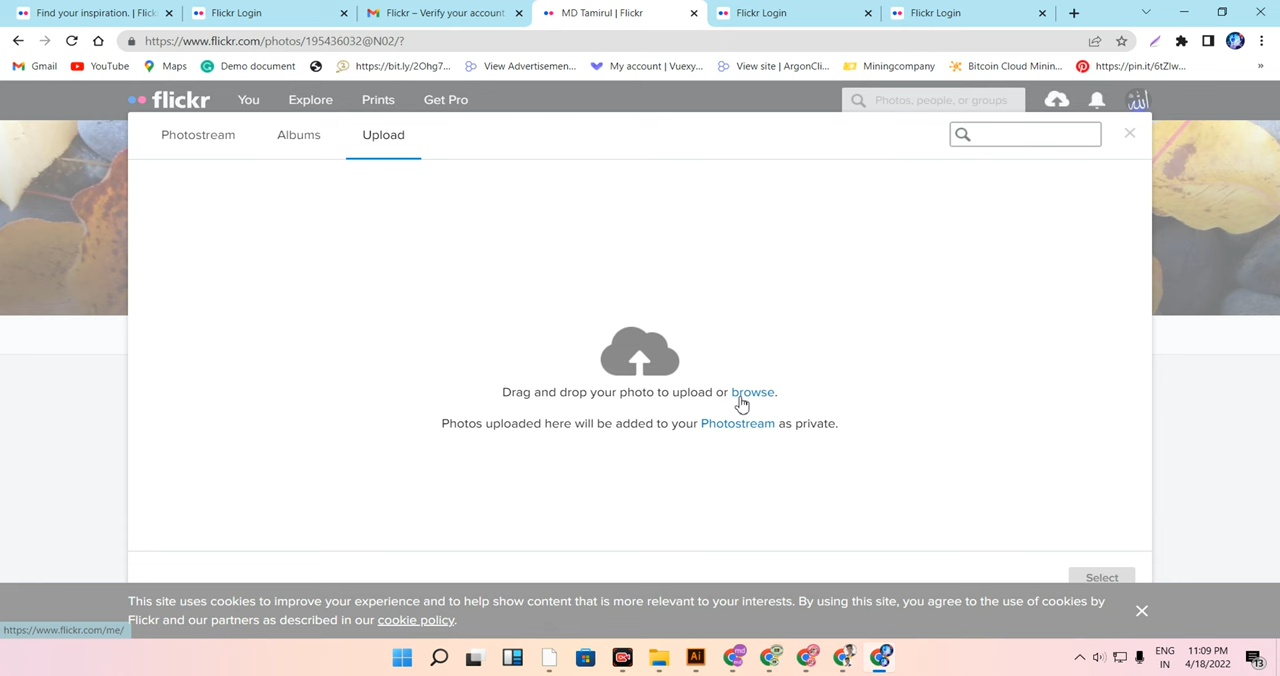 Find your inspiration. | Flick
Flickr Login
Flickr – Verify your account
MD Tamirul | Flickr
Flickr Login
Flickr Login
https://www.flickr.com/photos/195436032@N02/?
Gmail
YouTube
Maps
Demo document
https://bit.ly/2Ohg7...
View Advertisemen...
My account | Vuexy...
View site | ArgonCli...
Miningcompany
Bitcoin Cloud Minin...
https://pin.it/6tZlw...
»
flickr
You
Explore
Prints
Get Pro
Photos, people, or groups
الله
Photostream
Albums
Upload
Drag and drop your photo to upload or browse.
Photos uploaded here will be added to your Photostream as private.
Select
This site uses cookies to improve your experience and to help show content that is more relevant to your interests. By using this site, you agree to the use of cookies by
Flickr and our partners as described in our cookie policy.
https://www.flickr.com/me/
Ai
ENG
IN
11:09 PM
4/18/2022
13